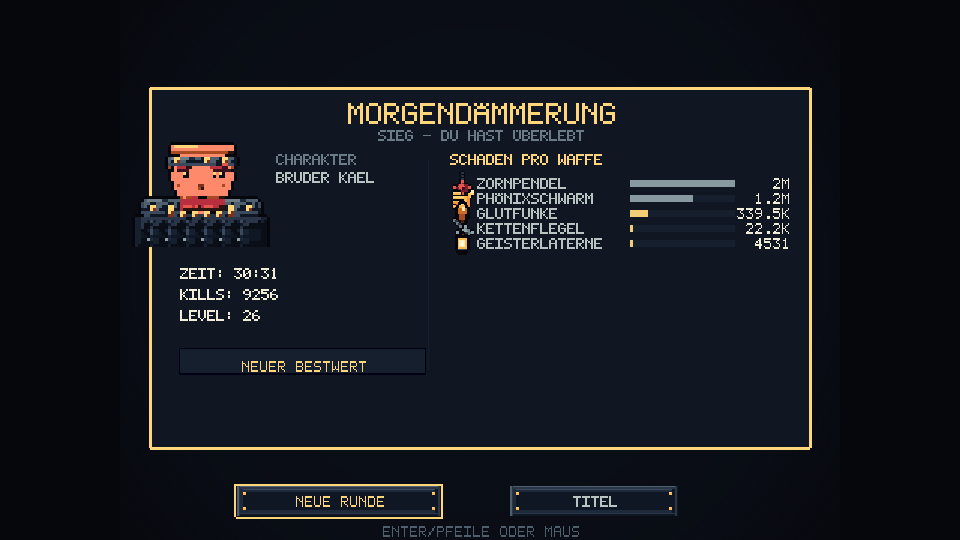 MORGENDÄMMERUNG
SIEG - DU HAST ÜBERLEBT
CHARAKTER
BRUDER KAEL
ZEIT: 30:31
KILLS: 9256
LEVEL: 26
NEUER BESTWERT
SCHADEN PRO WAFFE
ZORNPENDEL 2M
PHÖNIXSCHWARM 1.2M
GLUTFUNKE 339.5K
KETTENFLEGEL 22.2K
GEISTERLATERNE 4531
NEUE RUNDE
TITEL
ENTER/PFEILE ODER MAUS